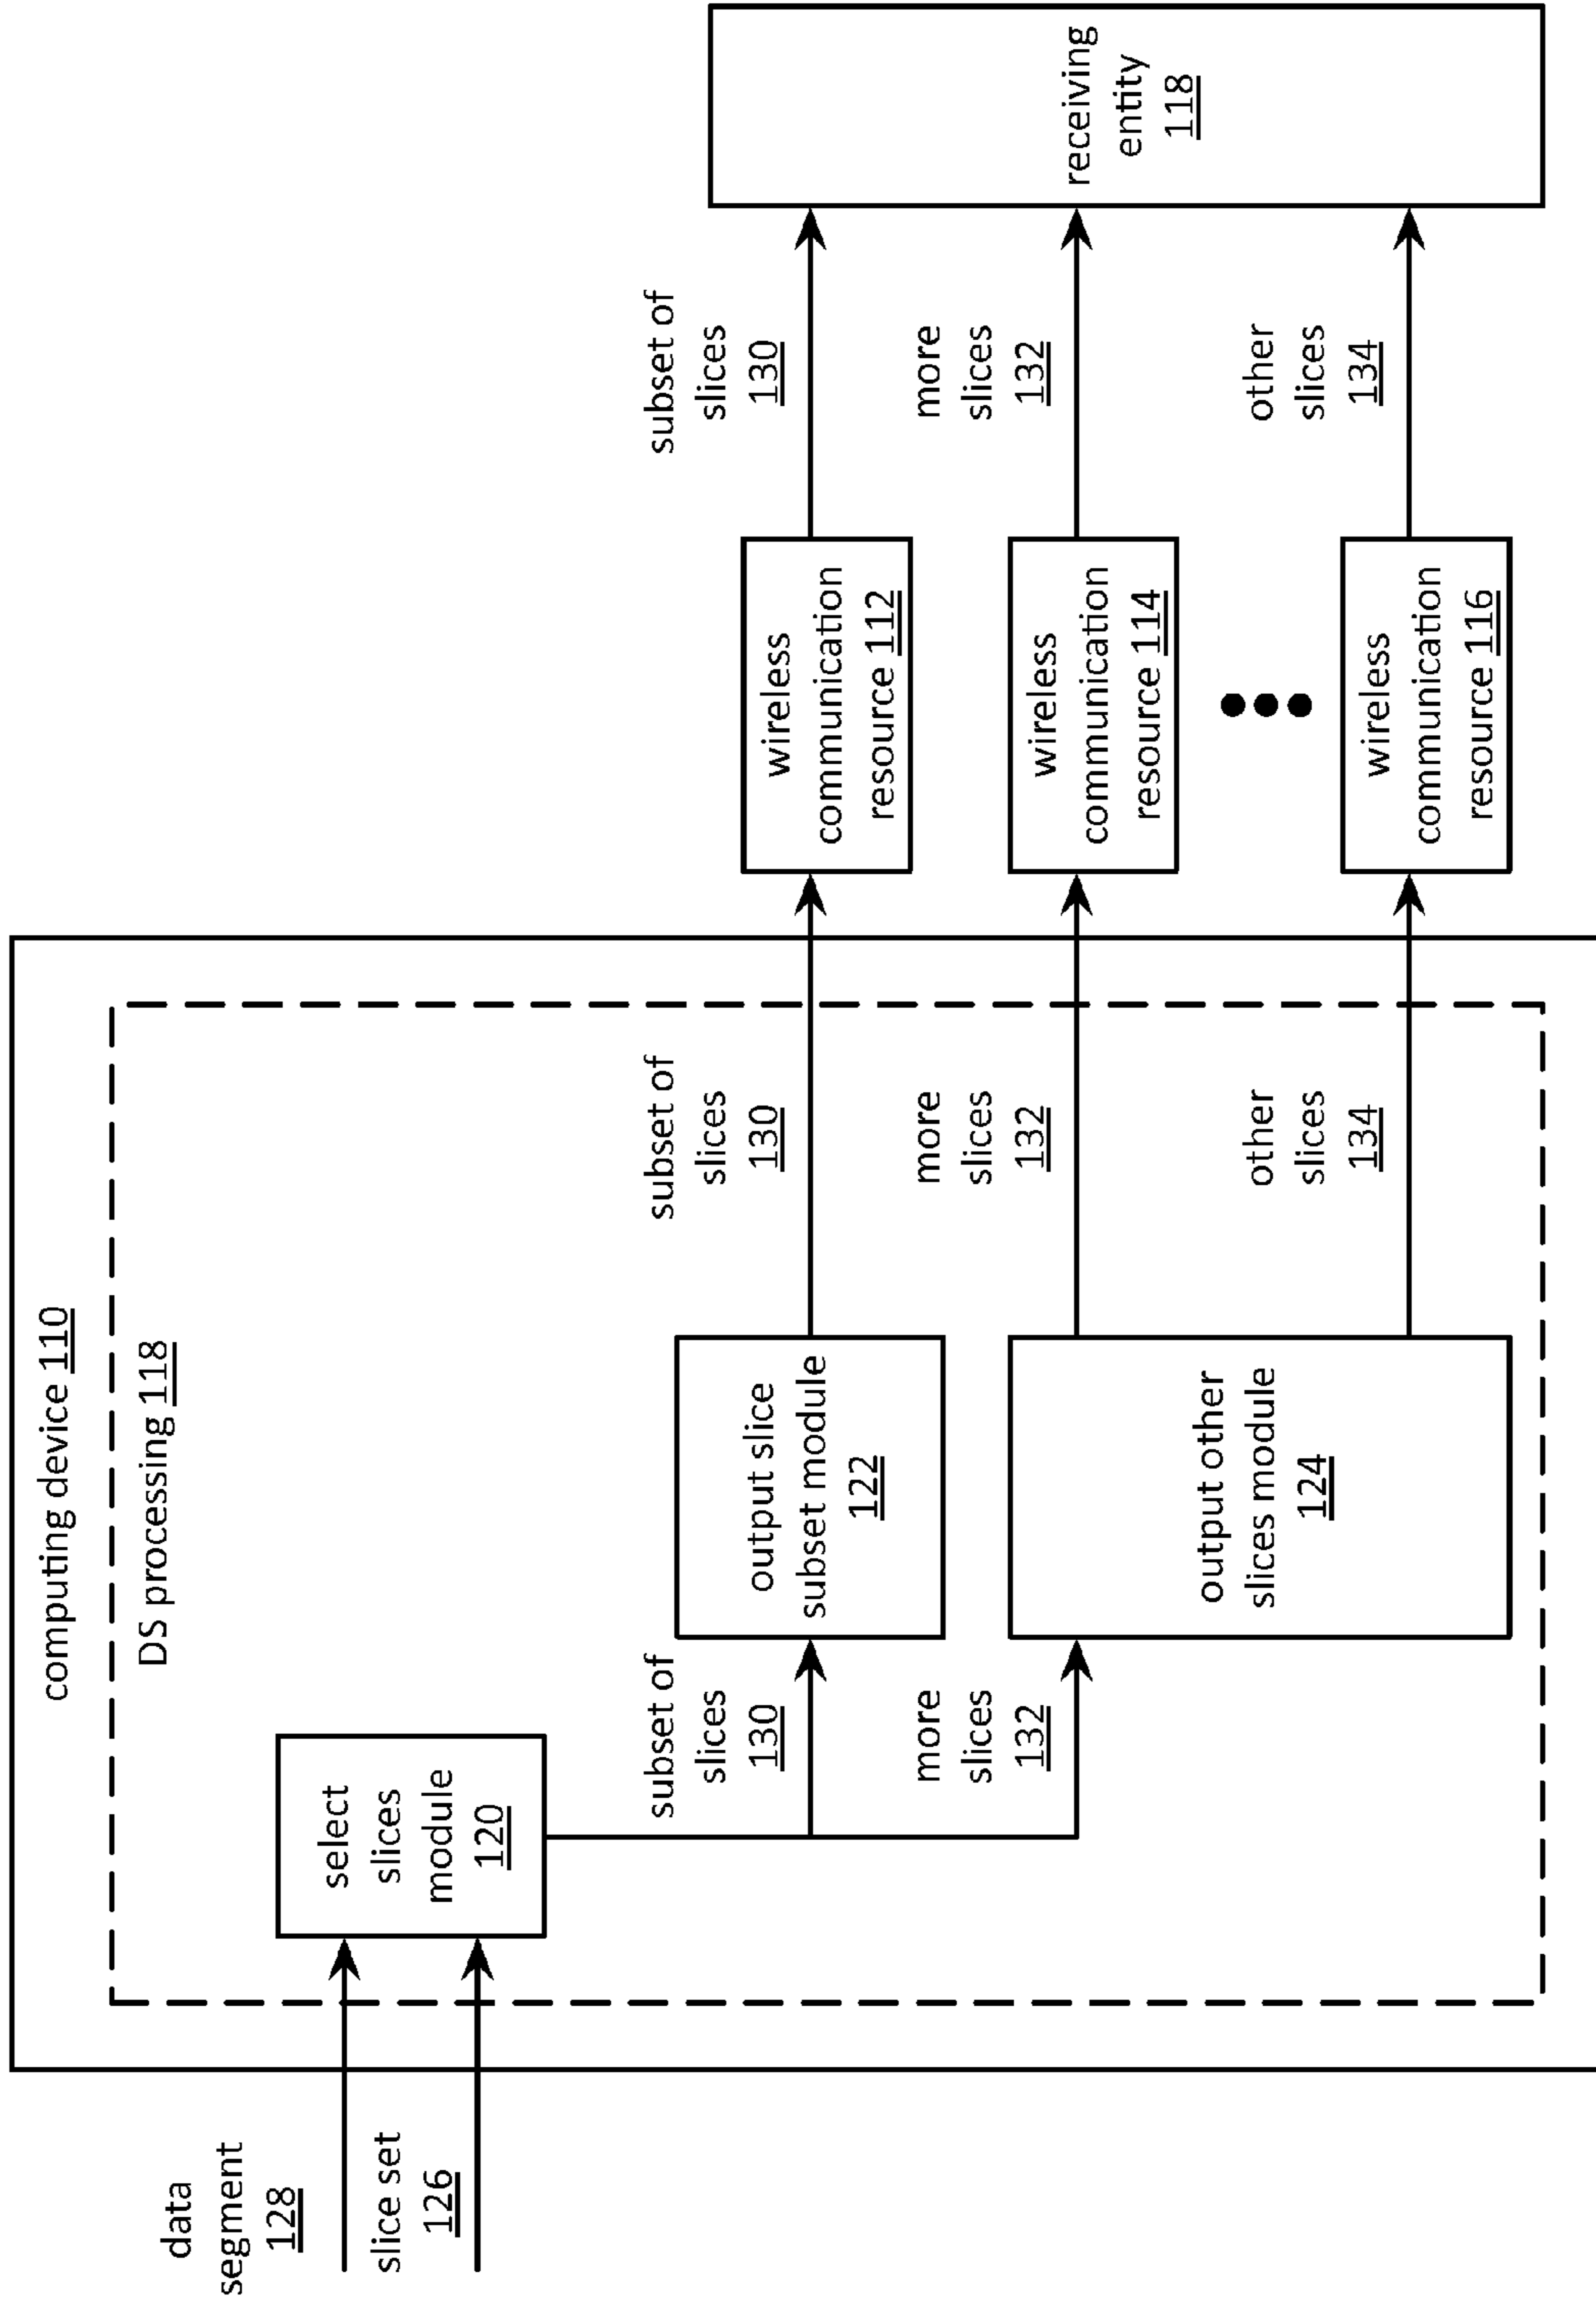 computing device 110
DS processing 118
data
segment
128
slice set
126
select
slices
module
120
subset of
slices
130
more
slices
132
output slice
subset module
122
output other
slices module
124
subset of
slices
130
more
slices
132
other
slices
134
wireless
communication
resource 112
wireless
communication
resource 114
wireless
communication
resource 116
subset of
slices
130
more
slices
132
other
slices
134
receiving
entity
118